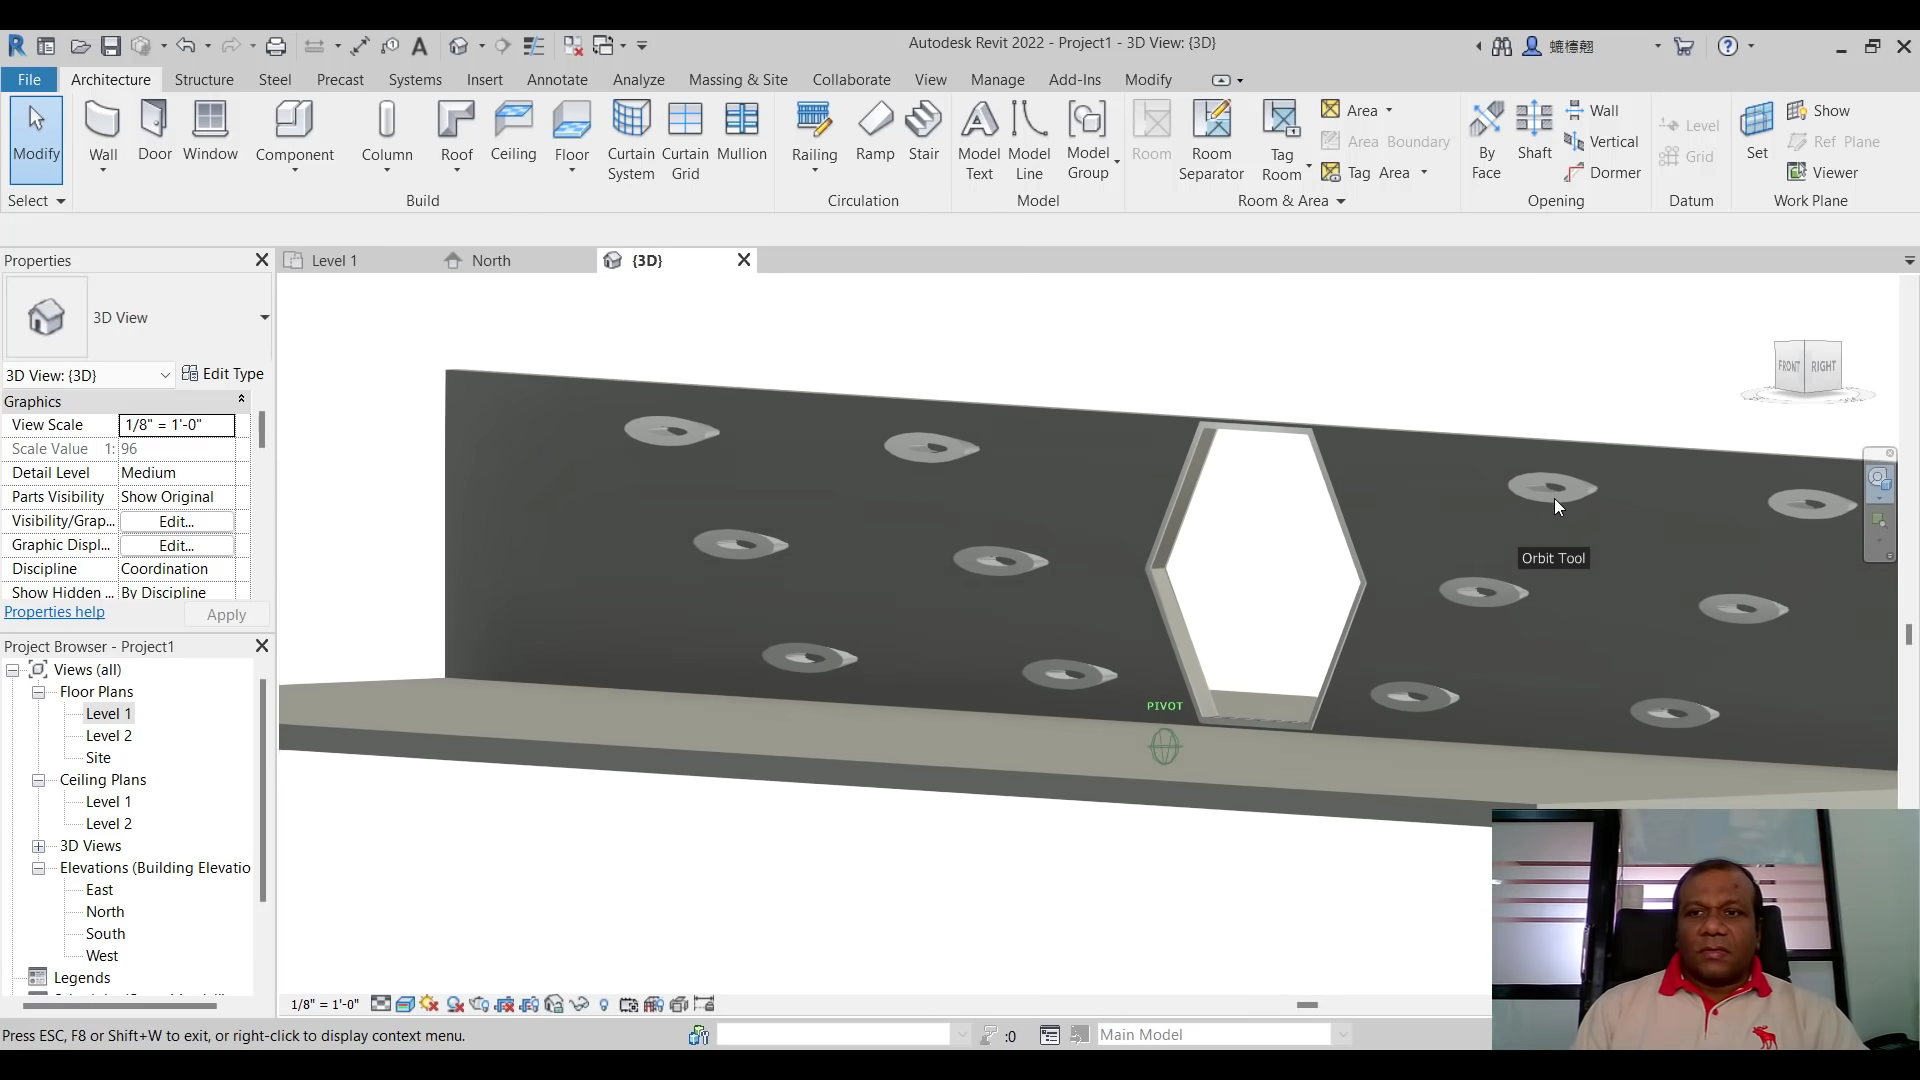 Autodesk Revit 2022 - Project1 - 3D View: {3D}
File Architecture Structure Steel Precast Systems Insert Annotate Analyze Massing & Site Collaborate View Manage Add-Ins Modify
Modify
Wall
Door
Window
Component
Column
Roof
Ceiling
Floor
Curtain System
Curtain Grid
Mullion
Railing
Ramp
Stair
Model Text
Model Line
Model Group
Room
Room Separator
Tag Room
Area
Area Boundary
Tag Area
By Face
Shaft
Wall
Vertical
Dormer
Level
Grid
Set
Show
Ref Plane
Viewer
Select Build Circulation Model Room & Area Opening Datum Work Plane
Properties
Level 1 North {3D}
3D View
3D View: {3D} Edit Type
Graphics
View Scale 1/8" = 1'-0"
Scale Value 1: 96
Detail Level Medium
Parts Visibility Show Original
Visibility/Grap... Edit...
Graphic Displ... Edit...
Discipline Coordination
Show Hidden ... By Discipline
Properties help Apply
Project Browser - Project1
Views (all)
Floor Plans
Level 1
Level 2
Site
Ceiling Plans
Level 1
Level 2
3D Views
Elevations (Building Elevatio
East
North
South
West
Legends
FRONT RIGHT
Orbit Tool
PIVOT
1/8" = 1'-0"
Press ESC, F8 or Shift+W to exit, or right-click to display context menu.
:0
Main Model